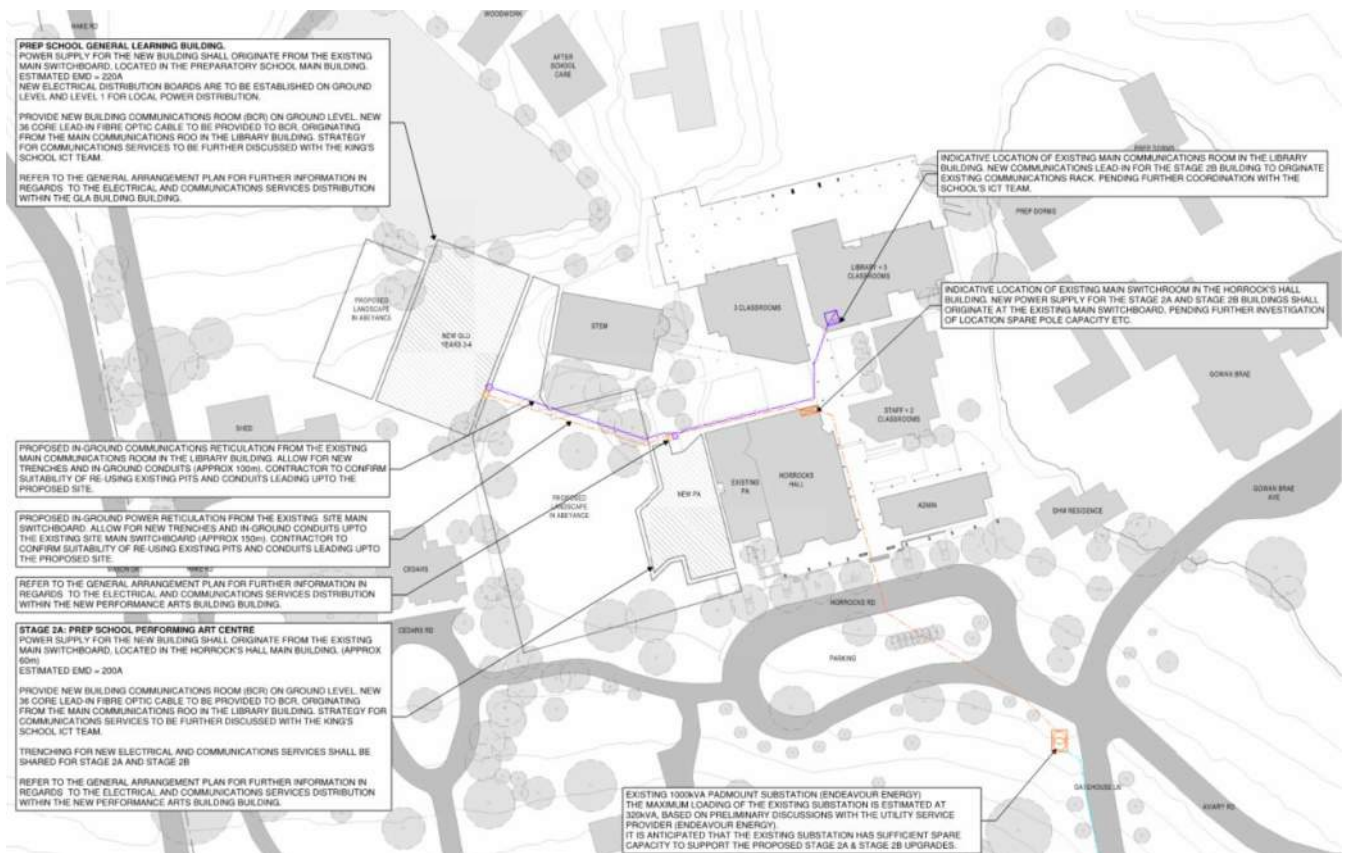 HAKE RD
WOODWORK
AFTER
SCHOOL
CARE
PREP SCHOOL GENERAL LEARNING BUILDING.
POWER SUPPLY FOR THE NEW BUILDING SHALL ORIGINATE FROM THE EXISTING
MAIN SWITCHBOARD, LOCATED IN THE PREPARATORY SCHOOL MAIN BUILDING.
ESTIMATED EMD = 220A
NEW ELECTRICAL DISTRIBUTION BOARDS ARE TO BE ESTABLISHED ON GROUND
LEVEL AND LEVEL 1 FOR LOCAL POWER DISTRIBUTION.
PROVIDE NEW BUILDING COMMUNICATIONS ROOM (BCR) ON GROUND LEVEL. NEW
36 CORE LEAD-IN FIBRE OPTIC CABLE TO BE PROVIDED TO BCR, ORIGINATING
FROM THE MAIN COMMUNICATIONS ROO IN THE LIBRARY BUILDING. STRATEGY
FOR COMMUNICATIONS SERVICES TO BE FURTHER DISCUSSED WITH THE KING'S
SCHOOL ICT TEAM.
REFER TO THE GENERAL ARRANGEMENT PLAN FOR FURTHER INFORMATION IN
REGARDS TO THE ELECTRICAL AND COMMUNICATIONS SERVICES DISTRIBUTION
WITHIN THE GLA BUILDING BUILDING.
PREP DORMS
INDICATIVE LOCATION OF EXISTING MAIN COMMUNICATIONS ROOM IN THE LIBRARY
BUILDING. NEW COMMUNICATIONS LEAD-IN FOR THE STAGE 2B BUILDING TO ORGINATE
EXISTING COMMUNICATIONS RACK. PENDING FURTHER COORDINATION WITH THE
SCHOOL'S ICT TEAM.
PREP DORMS
LIBRARY + 3
CLASSROOMS
INDICATIVE LOCATION OF EXISTING MAIN SWITCHROOM IN THE HORROCK'S HALL
BUILDING. NEW POWER SUPPLY FOR THE STAGE 2A AND STAGE 2B BUILDINGS SHALL
ORIGINATE AT THE EXISTING MAIN SWITCHBOARD. PENDING FURTHER INVESTIGATION
OF LOCATION SPARE POLE CAPACITY ETC.
PROPOSED
LANDSCAPE
IN ABEYANCE
NEW GLD
YEARS 3-4
STEM
3 CLASSROOMS
GOWAN BRAE
STAFF + 2
CLASSROOMS
SHED
PROPOSED IN-GROUND COMMUNICATIONS RETICULATION FROM THE EXISTING
MAIN COMMUNICATIONS ROOM IN THE LIBRARY BUILDING. ALLOW FOR NEW
TRENCHES AND IN-GROUND CONDUITS (APPROX 100m). CONTRACTOR TO CONFIRM
SUITABILITY OF RE-USING EXISTING PITS AND CONDUITS LEADING UPTO THE
PROPOSED SITE.
PROPOSED
LANDSCAPE
IN ABEYANCE
NEW PA
EXISTING
PA
HORROCKS
HALL
ADMIN
DHM RESIDENCE
GOWAN BRAE
AVE
PROPOSED IN-GROUND POWER RETICULATION FROM THE EXISTING SITE MAIN
SWITCHBOARD. ALLOW FOR NEW TRENCHES AND IN-GROUND CONDUITS UPTO
THE EXISTING SITE MAIN SWITCHBOARD (APPROX 150m). CONTRACTOR TO
CONFIRM SUITABILITY OF RE-USING EXISTING PITS AND CONDUITS LEADING UPTO
THE PROPOSED SITE.
CEDARS
REFER TO THE GENERAL ARRANGEMENT PLAN FOR FURTHER INFORMATION IN
REGARDS TO THE ELECTRICAL AND COMMUNICATIONS SERVICES DISTRIBUTION
WITHIN THE NEW PERFORMANCE ARTS BUILDING BUILDING.
HORROCKS RD
CEDARS RD
PARKING
STAGE 2A: PREP SCHOOL PERFORMING ART CENTRE
POWER SUPPLY FOR THE NEW BUILDING SHALL ORIGINATE FROM THE EXISTING
MAIN SWITCHBOARD, LOCATED IN THE HORROCK'S HALL MAIN BUILDING. (APPROX
60m)
ESTIMATED EMD = 200A
PROVIDE NEW BUILDING COMMUNICATIONS ROOM (BCR) ON GROUND LEVEL. NEW
36 CORE LEAD-IN FIBRE OPTIC CABLE TO BE PROVIDED TO BCR, ORIGINATING
FROM THE MAIN COMMUNICATIONS ROO IN THE LIBRARY BUILDING. STRATEGY FOR
COMMUNICATIONS SERVICES TO BE FURTHER DISCUSSED WITH THE KING'S
SCHOOL ICT TEAM.
TRENCHING FOR NEW ELECTRICAL AND COMMUNICATIONS SERVICES SHALL BE
SHARED FOR STAGE 2A AND STAGE 2B
REFER TO THE GENERAL ARRANGEMENT PLAN FOR FURTHER INFORMATION IN
REGARDS TO THE ELECTRICAL AND COMMUNICATIONS SERVICES DISTRIBUTION
WITHIN THE NEW PERFORMANCE ARTS BUILDING BUILDING.
GATEHOUSE LN
AVIARY RD
EXISTING 1000kVA PADMOUNT SUBSTATION (ENDEAVOUR ENERGY)
THE MAXIMUM LOADING OF THE EXISTING SUBSTATION IS ESTIMATED AT
320kVA, BASED ON PRELIMINARY DISCUSSIONS WITH THE UTILITY SERVICE
PROVIDER (ENDEAVOUR ENERGY).
IT IS ANTICIPATED THAT THE EXISTING SUBSTATION HAS SUFFICIENT SPARE
CAPACITY TO SUPPORT THE PROPOSED STAGE 2A & STAGE 2B UPGRADES.